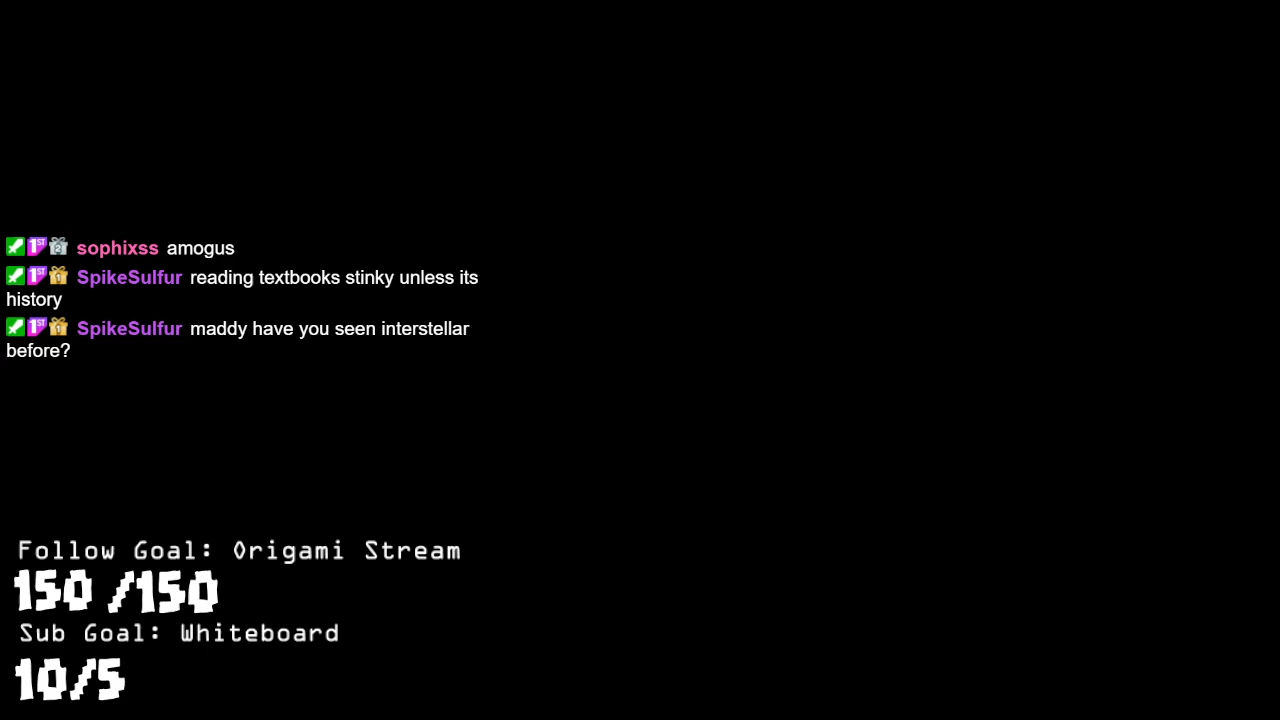 sophixss amogus
SpikeSulfur reading textbooks stinky unless its
history
SpikeSulfur maddy have you seen interstellar
before?
Follow Goal: Origami Stream
150 /150
Sub Goal: Whiteboard
10/5